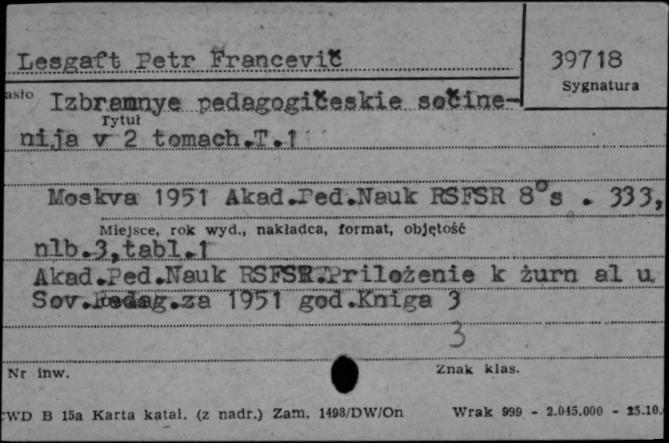 Lesgaft Petr Francevič
39718
Sygnatura
asło
Izbramnye pedagogičeskie sočine-
Tytuł
nija v 2 tomach.T.1
Moskva 1951 Akad.Ped.Nauk RSFSR 8°s . 333,
Miejsce, rok wyd., nakładca, format, objętość
nlb.3,tabl.1
Akad.Ped.Nauk RSFSR.Priloženie k žurn al u
Sov.Pedag.za 1951 god.Kniga 3
3
Nr inw.
Znak klas.
WD B 15a Karta katal. (z nadr.) Zam. 1498/DW/On
Wrak 999 - 2.045.000 - 25.10.